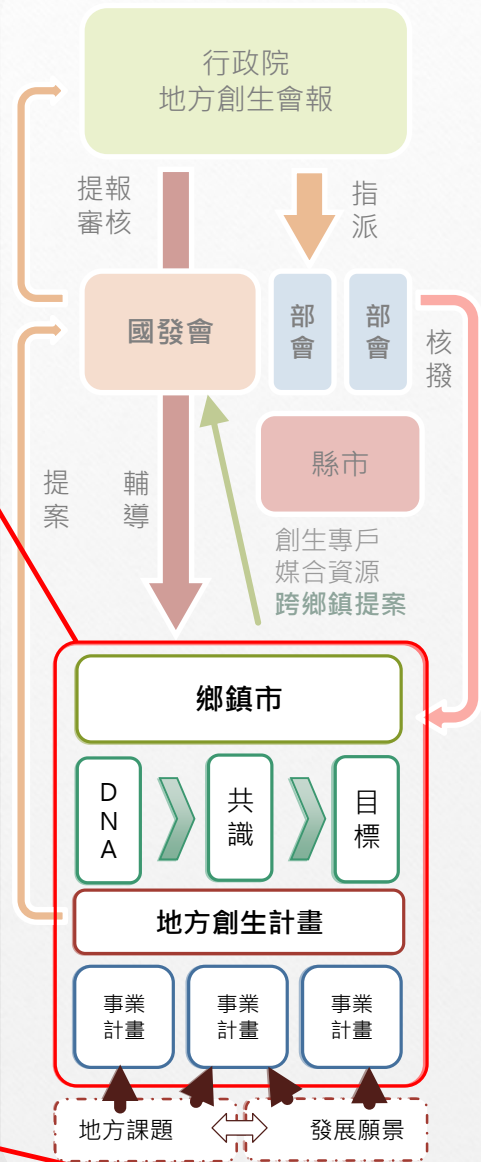 行政院
地方創生會報
提報
審核
指
派
國發會
部
會
部
會
核
撥
縣市
提
案
輔
導
創生專戶
媒合資源
跨鄉鎮提案
鄉鎮市
D
N
A
共
識
目
標
地方創生計畫
事業
計畫
事業
計畫
事業
計畫
地方課題
發展願景